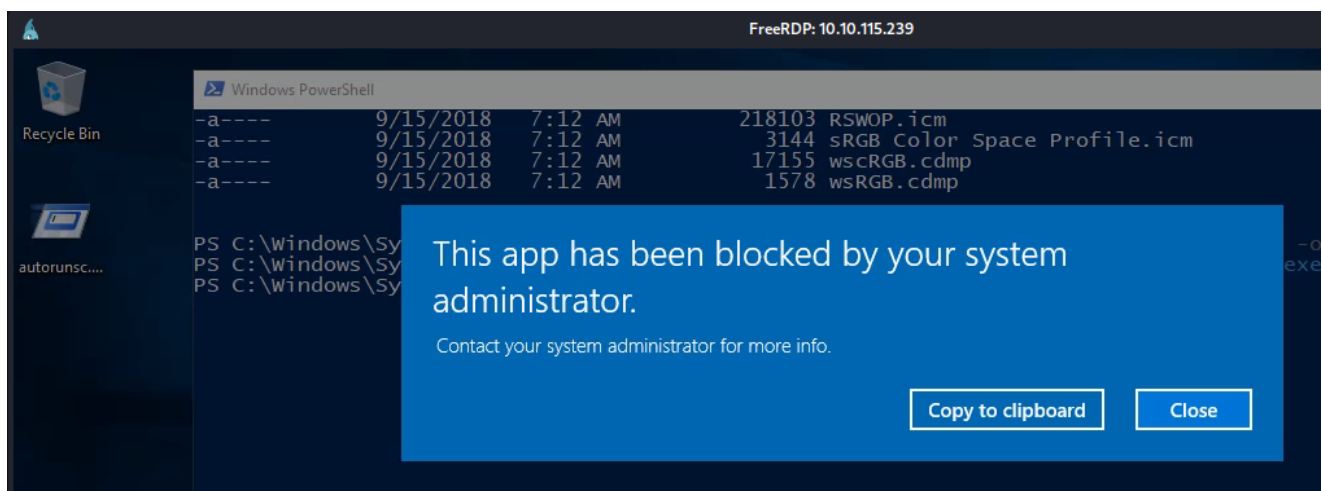 FreeRDP: 10.10.115.239
Recycle Bin
autorunsc....
Windows PowerShell
-a---- 9/15/2018 7:12 AM 218103 RSWOP.icm
-a---- 9/15/2018 7:12 AM 3144 sRGB Color Space Profile.icm
-a---- 9/15/2018 7:12 AM 17155 wscRGB.cdmp
-a---- 9/15/2018 7:12 AM 1578 wsRGB.cdmp
PS C:\Windows\Sy -o
PS C:\Windows\Sy exe
PS C:\Windows\Sy
This app has been blocked by your system
administrator.
Contact your system administrator for more info.
Copy to clipboard
Close